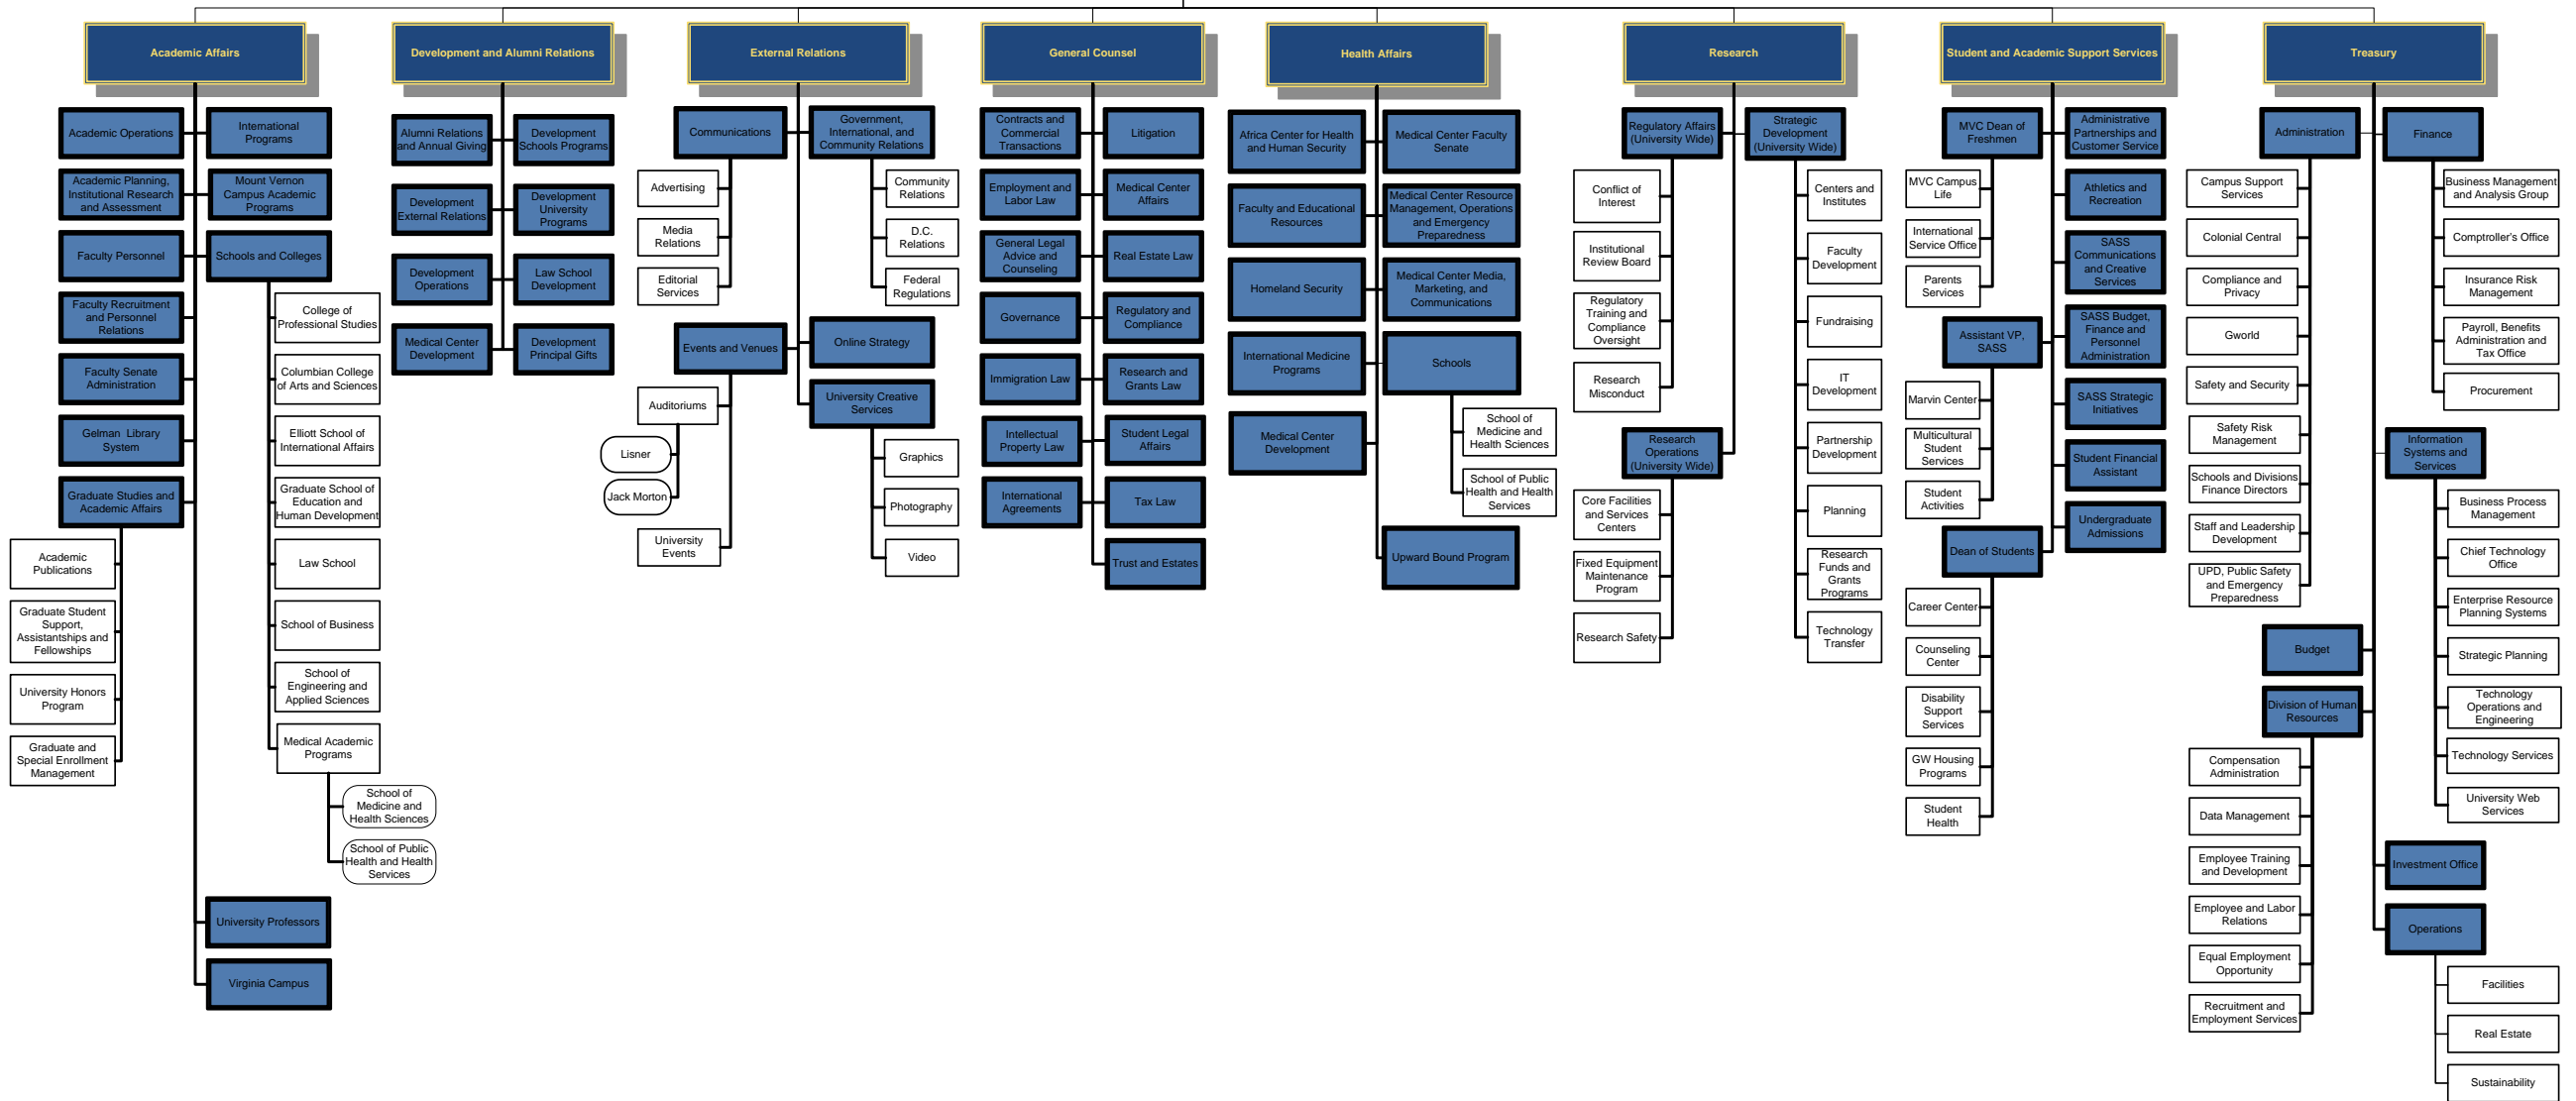 Academic Affairs
Academic Operations
International
Programs
Academic Planning,
Institutional Research
and Assessment
Mount Vernon
Campus Academic
Programs
Faculty Personnel
Schools and Colleges
Faculty Recruitment
and Personnel
Relations
Faculty Senate
Administration
Gelman Library
System
Graduate Studies and
Academic Affairs
Academic
Publications
Graduate Student
Support,
Assistantships and
Fellowships
University Honors
Program
Graduate and
Special Enrollment
Management
College of
Professional Studies
Columbian College
of Arts and Sciences
Elliott School of
International Affairs
Graduate School of
Education and
Human Development
Law School
School of Business
School of
Engineering and
Applied Sciences
Medical Academic
Programs
School of
Medicine and
Health Sciences
School of Public
Health and Health
Services
University Professors
Virginia Campus
Development and Alumni Relations
Alumni Relations
and Annual Giving
Development
Schools Programs
Development
External Relations
Development
University
Programs
Development
Operations
Law School
Development
Medical Center
Development
Development
Principal Gifts
External Relations
Communications
Government,
International, and
Community Relations
Advertising
Media
Relations
Editorial
Services
Community
Relations
D.C.
Relations
Federal
Regulations
Events and Venues
Online Strategy
University Creative
Services
Auditoriums
Lisner
Jack Morton
University
Events
Graphics
Photography
Video
General Counsel
Contracts and
Commercial
Transactions
Litigation
Employment and
Labor Law
Medical Center
Affairs
General Legal
Advice and
Counseling
Real Estate Law
Governance
Regulatory and
Compliance
Immigration Law
Research and
Grants Law
Intellectual
Property Law
Student Legal
Affairs
International
Agreements
Tax Law
Trust and Estates
Health Affairs
Africa Center for Health
and Human Security
Medical Center Faculty
Senate
Faculty and Educational
Resources
Medical Center Resource
Management, Operations
and Emergency
Preparedness
Homeland Security
Medical Center Media,
Marketing, and
Communications
International Medicine
Programs
Schools
Medical Center
Development
School of
Medicine and
Health Sciences
School of Public
Health and Health
Services
Upward Bound Program
Research
Regulatory Affairs
(University Wide)
Strategic
Development
(University Wide)
Conflict of
Interest
Institutional
Review Board
Regulatory
Training and
Compliance
Oversight
Research
Misconduct
Research
Operations
(University Wide)
Core Facilities
and Services
Centers
Fixed Equipment
Maintenance
Program
Research Safety
Centers and
Institutes
Faculty
Development
Fundraising
IT
Development
Partnership
Development
Planning
Research
Funds and
Grants
Programs
Technology
Transfer
Student and Academic Support Services
MVC Dean of
Freshmen
Administrative
Partnerships and
Customer Service
MVC Campus
Life
International
Service Office
Parents
Services
Athletics and
Recreation
SASS
Communications
and Creative
Services
Assistant VP,
SASS
SASS Budget,
Finance and
Personnel
Administration
Marvin Center
Multicultural
Student
Services
Student
Activities
SASS Strategic
Initiatives
Student Financial
Assistant
Undergraduate
Admissions
Dean of Students
Career Center
Counseling
Center
Disability
Support
Services
GW Housing
Programs
Student
Health
Treasury
Administration
Finance
Campus Support
Services
Colonial Central
Compliance and
Privacy
Gworld
Safety and Security
Safety Risk
Management
Schools and Divisions
Finance Directors
Staff and Leadership
Development
UPD, Public Safety
and Emergency
Preparedness
Business Management
and Analysis Group
Comptroller's Office
Insurance Risk
Management
Payroll, Benefits
Administration and
Tax Office
Procurement
Information
Systems and
Services
Business Process
Management
Chief Technology
Office
Enterprise Resource
Planning Systems
Strategic Planning
Technology
Operations and
Engineering
Technology Services
University Web
Services
Budget
Division of Human
Resources
Compensation
Administration
Data Management
Employee Training
and Development
Employee and Labor
Relations
Equal Employment
Opportunity
Recruitment and
Employment Services
Investment Office
Operations
Facilities
Real Estate
Sustainability